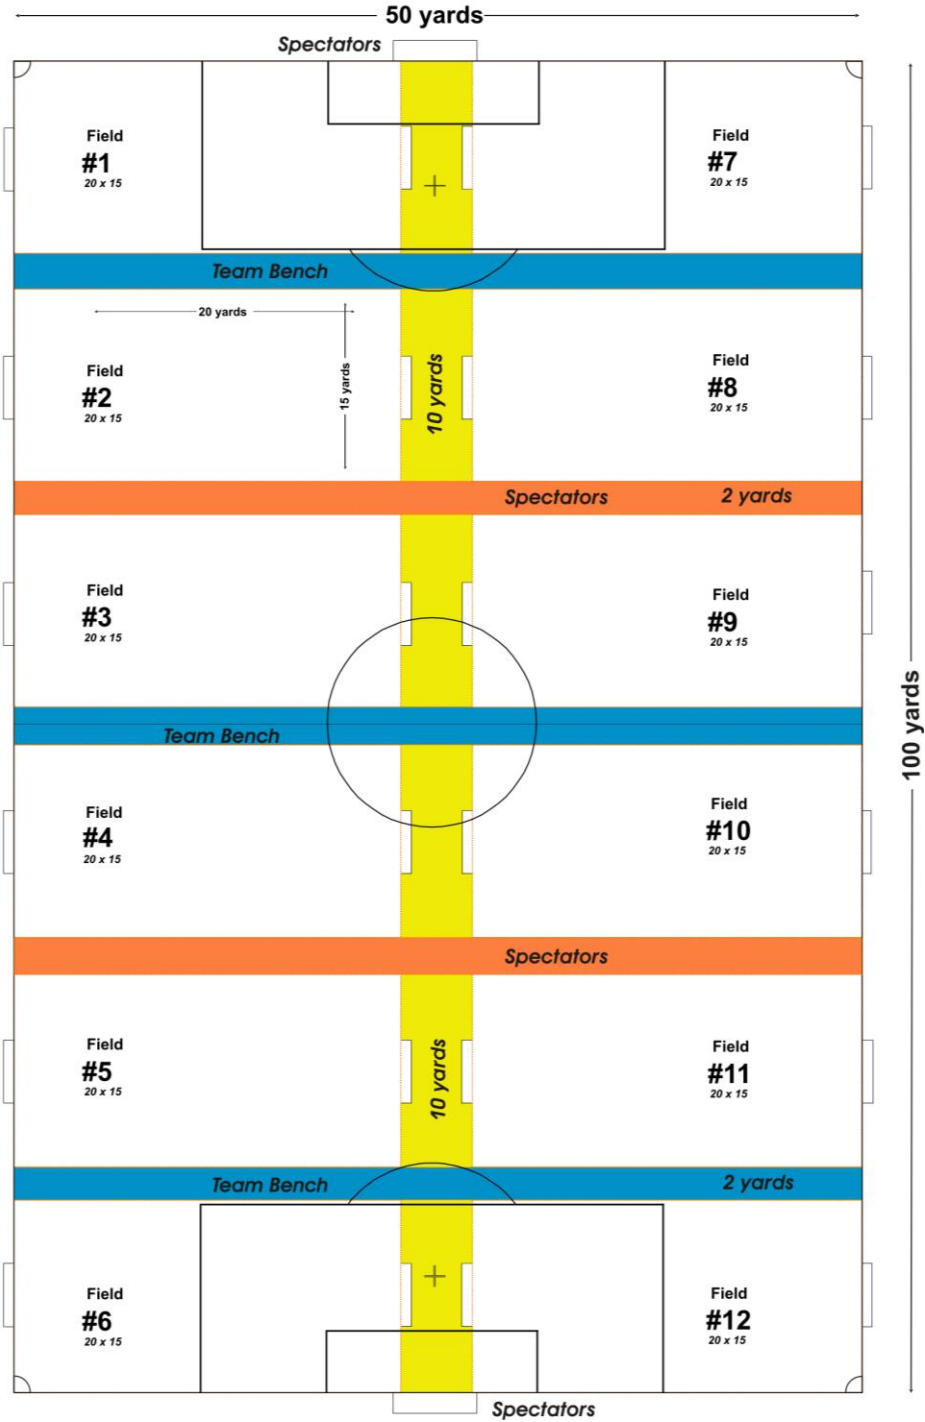 50 yards
Spectators
Field
#1
20 x 15
Field
#7
20 x 15
Team Bench
20 yards
15 yards
10 yards
Field
#2
20 x 15
Field
#8
20 x 15
Spectators
2 yards
Field
#3
20 x 15
Field
#9
20 x 15
100 yards
Team Bench
Field
#4
20 x 15
Field
#10
20 x 15
Spectators
Field
#5
20 x 15
10 yards
Field
#11
20 x 15
Team Bench
2 yards
Field
#6
20 x 15
Field
#12
20 x 15
Spectators